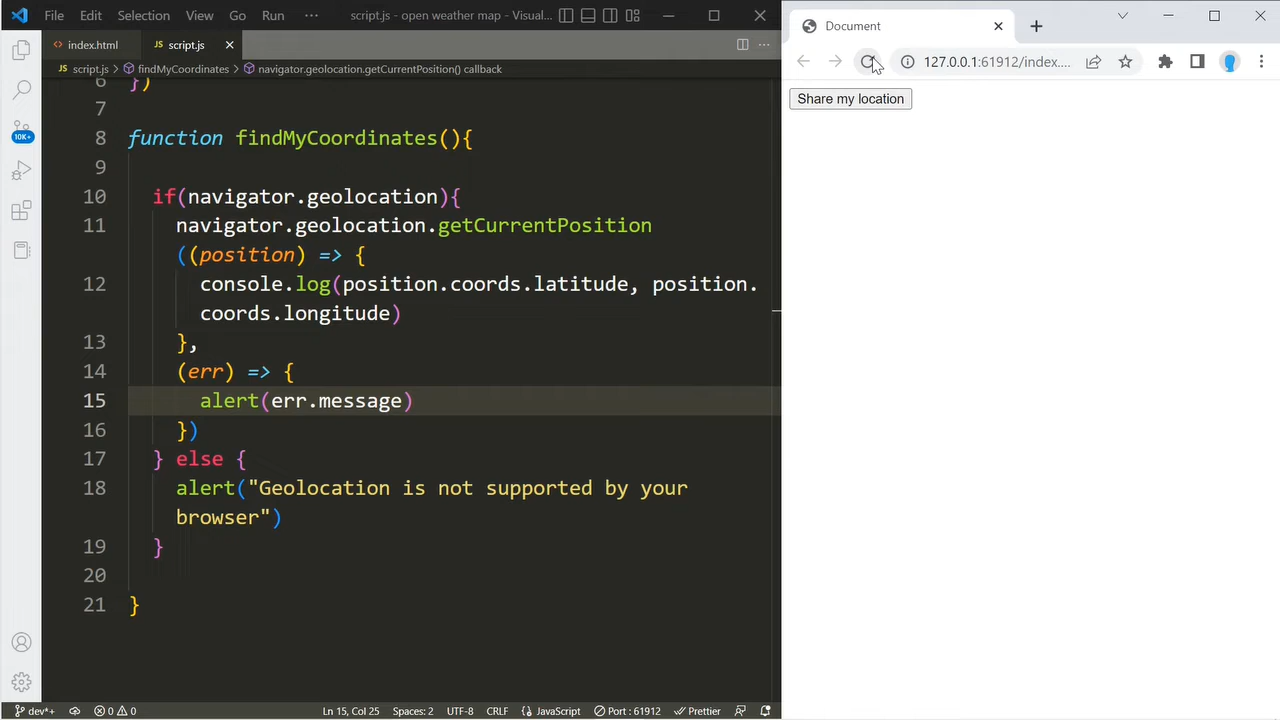 File Edit Selection View Go Run ··· script.js - open weather map - Visual...
index.html script.js
script.js findMyCoordinates navigator.geolocation.getCurrentPosition() callback
6 })
7
8 function findMyCoordinates(){
9
10 if(navigator.geolocation){
11 navigator.geolocation.getCurrentPosition
((position) => {
12 console.log(position.coords.latitude, position.
coords.longitude)
13 },
14 (err) => {
15 alert(err.message)
16 })
17 } else {
18 alert("Geolocation is not supported by your
browser")
19 }
20
21 }
10K+
dev*+ 0 0 Ln 15, Col 25 Spaces: 2 UTF-8 CRLF JavaScript Port : 61912 Prettier
Document
127.0.0.1:61912/index....
Share my location